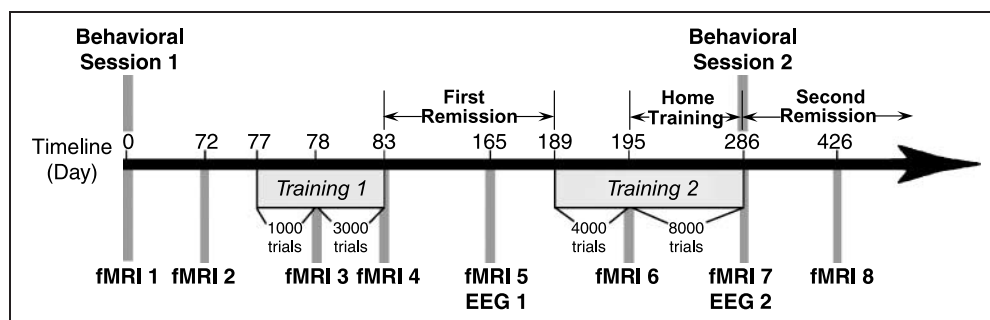 Behavioral
Session 1
Behavioral
Session 2
First
Remission
Home
Training
Second
Remission
Timeline
(Day)
0 72 77 78 83 165 189 195 286 426
Training 1
Training 2
1000
trials
3000
trials
4000
trials
8000
trials
fMRI 1 fMRI 2 fMRI 3 fMRI 4 fMRI 5 fMRI 6 fMRI 7 fMRI 8
EEG 1 EEG 2